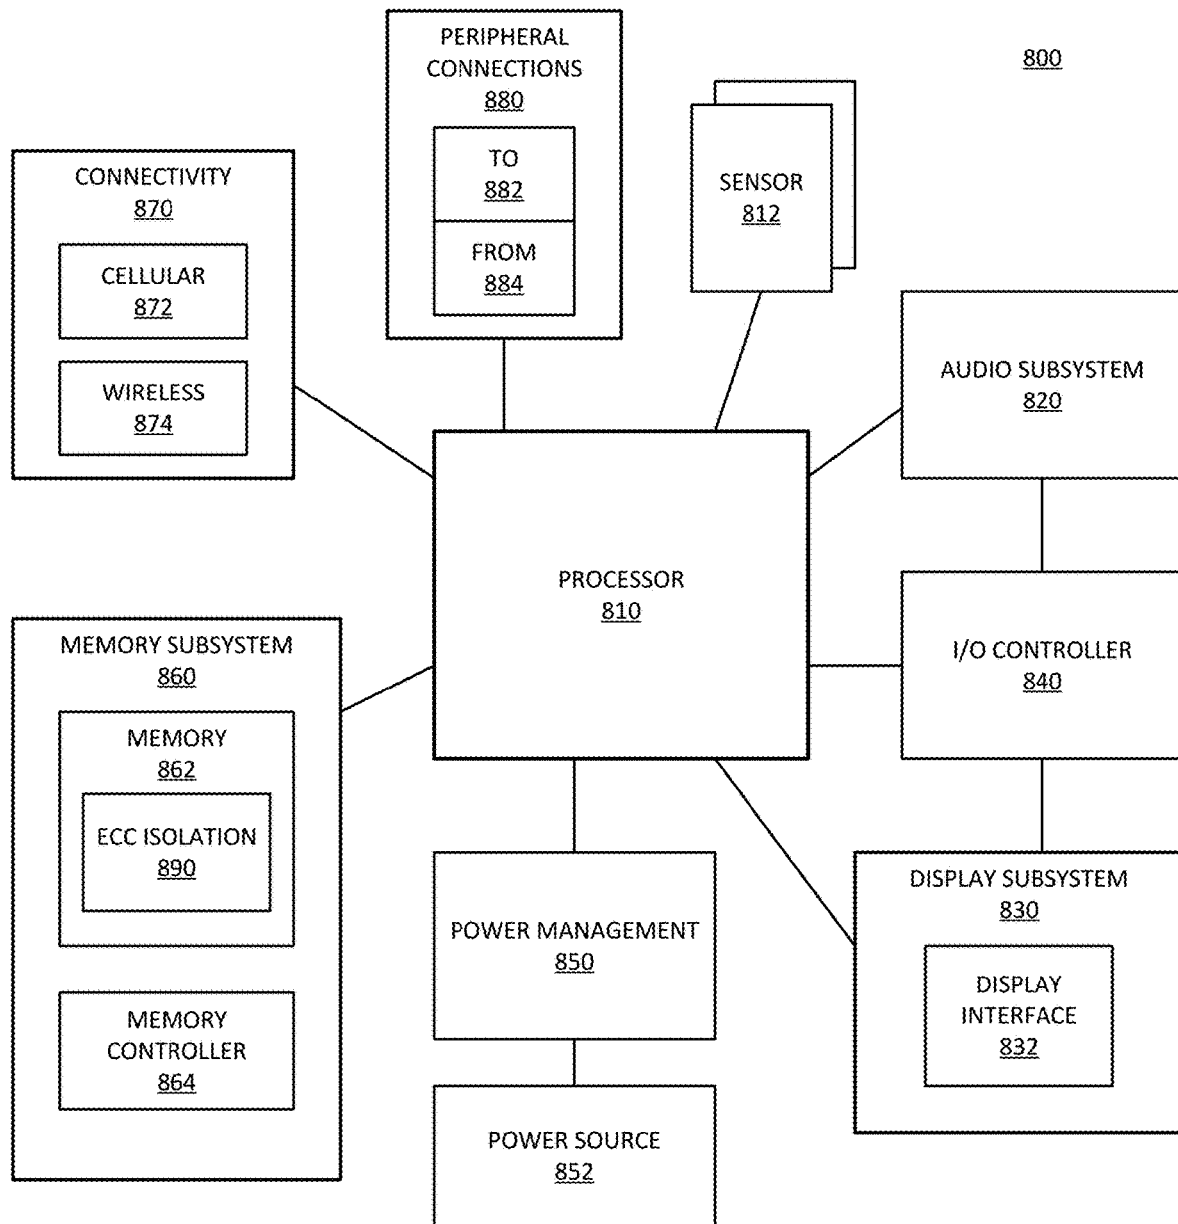 PERIPHERAL
CONNECTIONS
880
TO
882
FROM
884
800
SENSOR
812
CONNECTIVITY
870
CELLULAR
872
WIRELESS
874
AUDIO SUBSYSTEM
820
PROCESSOR
810
I/O CONTROLLER
840
MEMORY SUBSYSTEM
860
MEMORY
862
ECC ISOLATION
890
MEMORY
CONTROLLER
864
POWER MANAGEMENT
850
POWER SOURCE
852
DISPLAY SUBSYSTEM
830
DISPLAY
INTERFACE
832